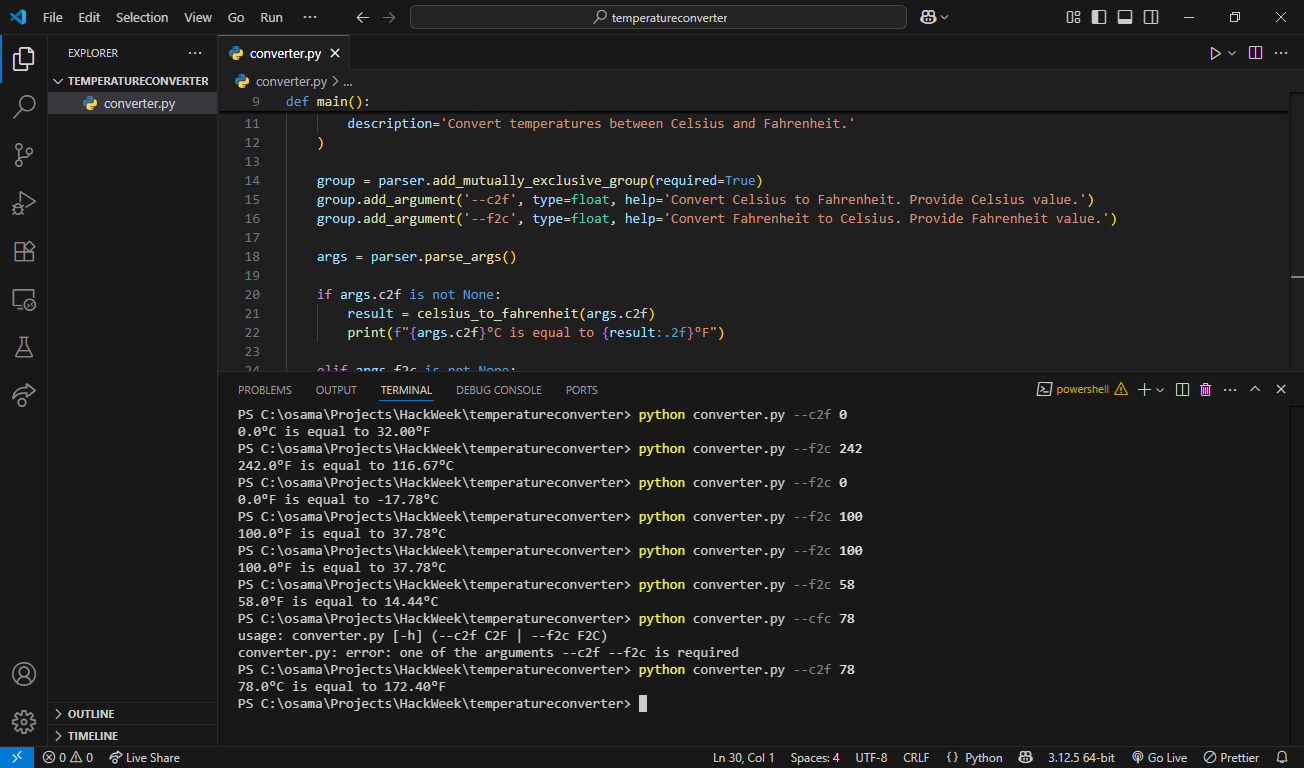 File Edit Selection View Go Run ··· temperatureconverter
EXPLORER ···
TEMPERATURECONVERTER
converter.py
OUTLINE
TIMELINE
converter.py
converter.py > ...
9 def main():
11 description='Convert temperatures between Celsius and Fahrenheit.'
12 )
13
14 group = parser.add_mutually_exclusive_group(required=True)
15 group.add_argument('--c2f', type=float, help='Convert Celsius to Fahrenheit. Provide Celsius value.')
16 group.add_argument('--f2c', type=float, help='Convert Fahrenheit to Celsius. Provide Fahrenheit value.')
17
18 args = parser.parse_args()
19
20 if args.c2f is not None:
21 result = celsius_to_fahrenheit(args.c2f)
22 print(f"{args.c2f}°C is equal to {result:.2f}°F")
23
24 elif args.f2c is not None:
PROBLEMS OUTPUT TERMINAL DEBUG CONSOLE PORTS powershell
PS C:\osama\Projects\HackWeek\temperatureconverter> python converter.py --c2f 0
0.0°C is equal to 32.00°F
PS C:\osama\Projects\HackWeek\temperatureconverter> python converter.py --f2c 242
242.0°F is equal to 116.67°C
PS C:\osama\Projects\HackWeek\temperatureconverter> python converter.py --f2c 0
0.0°F is equal to -17.78°C
PS C:\osama\Projects\HackWeek\temperatureconverter> python converter.py --f2c 100
100.0°F is equal to 37.78°C
PS C:\osama\Projects\HackWeek\temperatureconverter> python converter.py --f2c 100
100.0°F is equal to 37.78°C
PS C:\osama\Projects\HackWeek\temperatureconverter> python converter.py --f2c 58
58.0°F is equal to 14.44°C
PS C:\osama\Projects\HackWeek\temperatureconverter> python converter.py --cfc 78
usage: converter.py [-h] (--c2f C2F | --f2c F2C)
converter.py: error: one of the arguments --c2f --f2c is required
PS C:\osama\Projects\HackWeek\temperatureconverter> python converter.py --c2f 78
78.0°C is equal to 172.40°F
PS C:\osama\Projects\HackWeek\temperatureconverter>
0 0 Live Share Ln 30, Col 1 Spaces: 4 UTF-8 CRLF {} Python 3.12.5 64-bit Go Live Prettier